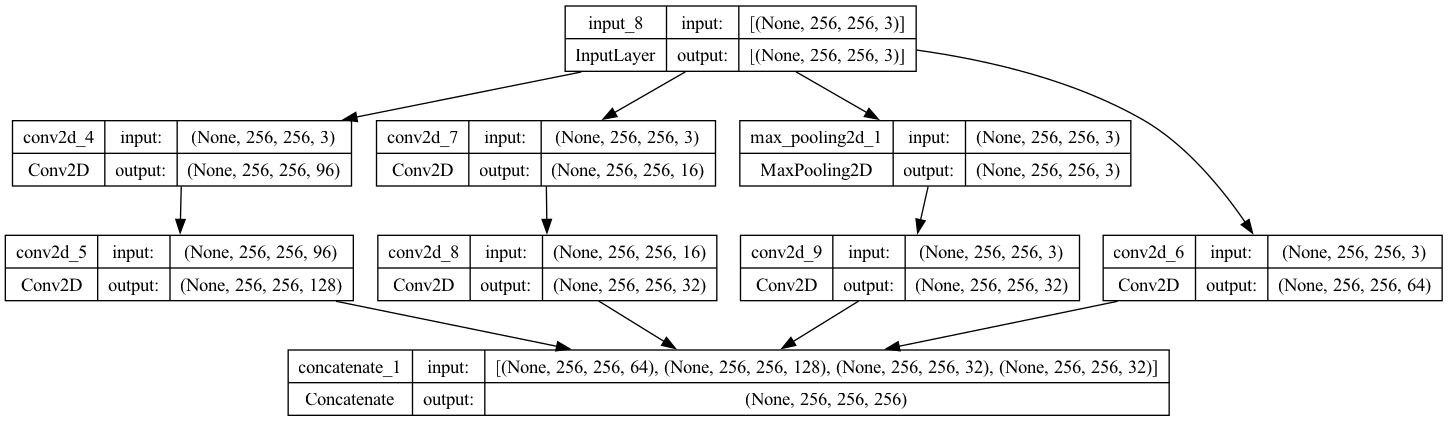 input_8 input: [(None, 256, 256, 3)]
InputLayer output: [(None, 256, 256, 3)]
conv2d_4 input: (None, 256, 256, 3)
Conv2D output: (None, 256, 256, 96)
conv2d_7 input: (None, 256, 256, 3)
Conv2D output: (None, 256, 256, 16)
max_pooling2d_1 input: (None, 256, 256, 3)
MaxPooling2D output: (None, 256, 256, 3)
conv2d_5 input: (None, 256, 256, 96)
Conv2D output: (None, 256, 256, 128)
conv2d_8 input: (None, 256, 256, 16)
Conv2D output: (None, 256, 256, 32)
conv2d_9 input: (None, 256, 256, 3)
Conv2D output: (None, 256, 256, 32)
conv2d_6 input: (None, 256, 256, 3)
Conv2D output: (None, 256, 256, 64)
concatenate_1 input: [(None, 256, 256, 64), (None, 256, 256, 128), (None, 256, 256, 32), (None, 256, 256, 32)]
Concatenate output: (None, 256, 256, 256)